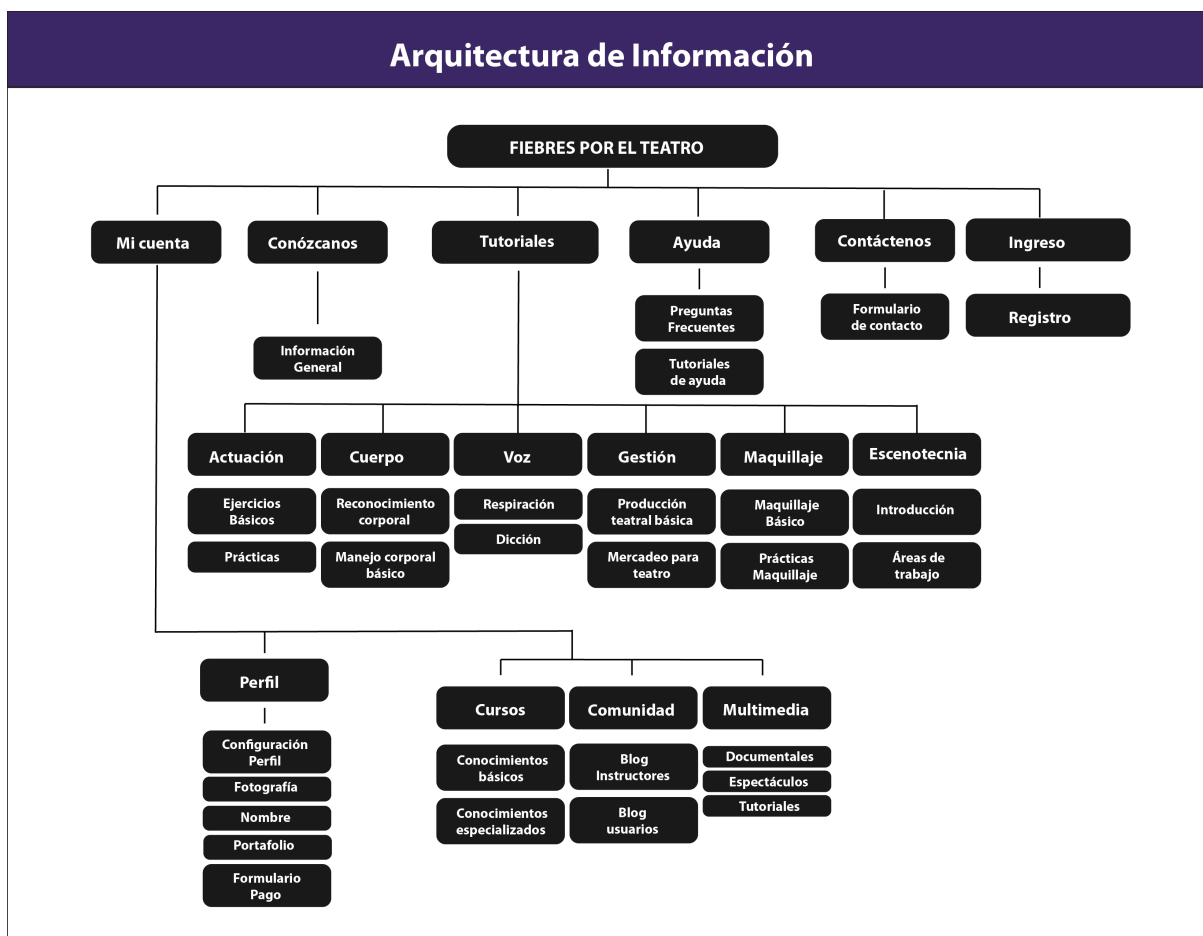 Arquitectura de Información
FIEBRES POR EL TEATRO
Mi cuenta
Conózcanos
Tutoriales
Ayuda
Contáctenos
Ingreso
Información
General
Preguntas
Frecuentes
Tutoriales
de ayuda
Formulario
de contacto
Registro
Actuación
Cuerpo
Voz
Gestión
Maquillaje
Escenotecnia
Ejercicios
Básicos
Prácticas
Reconocimiento
corporal
Manejo corporal
básico
Respiración
Dicción
Producción
teatral básica
Mercadeo para
teatro
Maquillaje
Básico
Prácticas
Maquillaje
Introducción
Áreas de
trabajo
Perfil
Configuración
Perfil
Fotografía
Nombre
Portafolio
Formulario
Pago
Cursos
Comunidad
Multimedia
Conocimientos
básicos
Conocimientos
especializados
Blog
Instructores
Blog
usuarios
Documentales
Espectáculos
Tutoriales